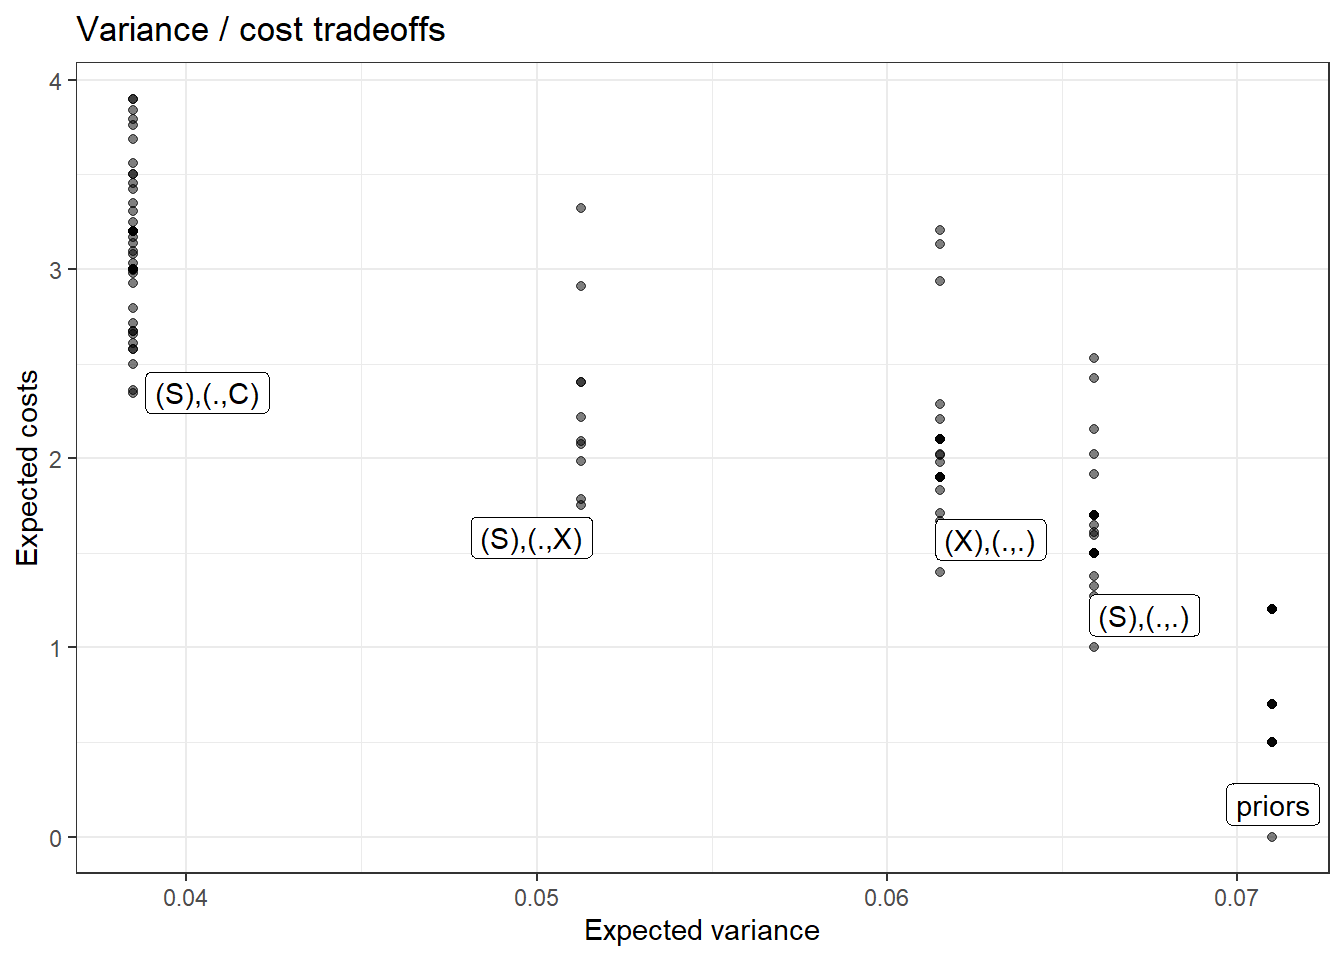 Variance / cost tradeoffs
4
3
2
1
0
Expected costs
(S),(.,C)
(S),(.,X)
(X),(.,.)
(S),(.,.)
priors
0.04
0.05
0.06
0.07
Expected variance